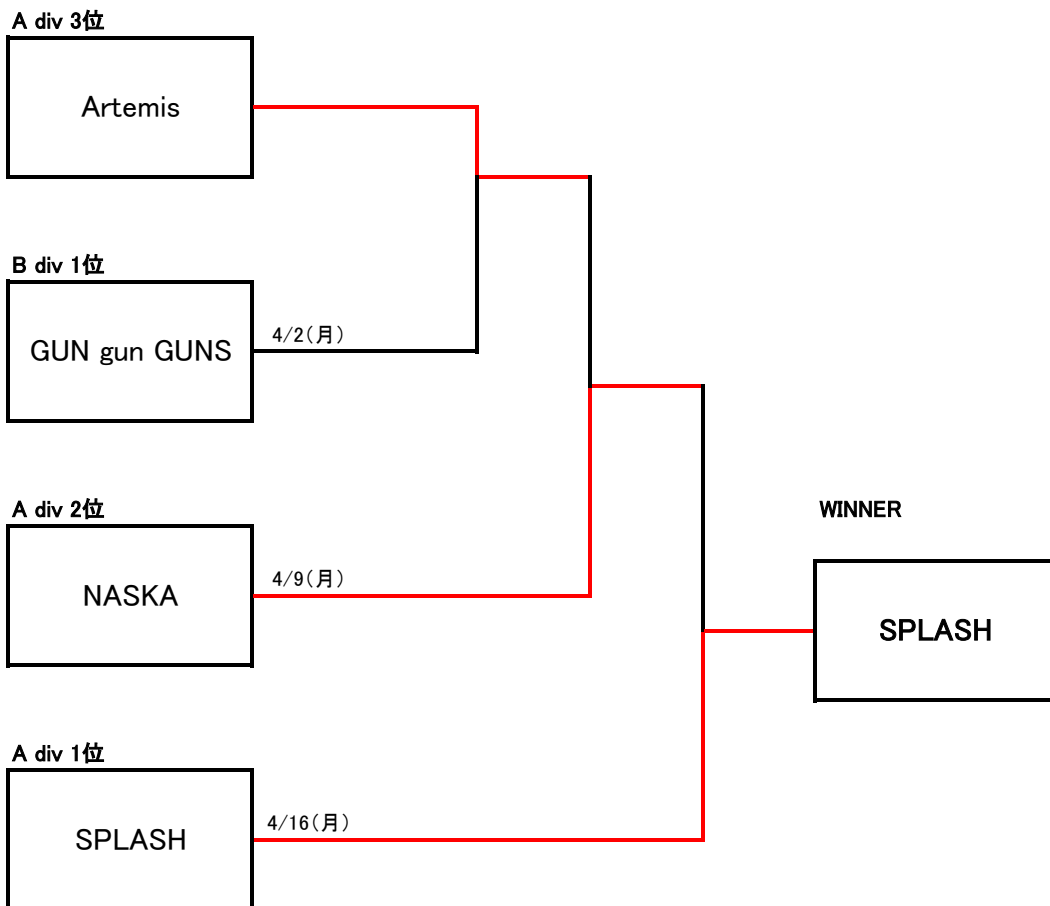 A div 3位
Artemis
B div 1位
GUN gun GUNS
4/2(月)
A div 2位
NASKA
4/9(月)
WINNER
SPLASH
A div 1位
SPLASH
4/16(月)